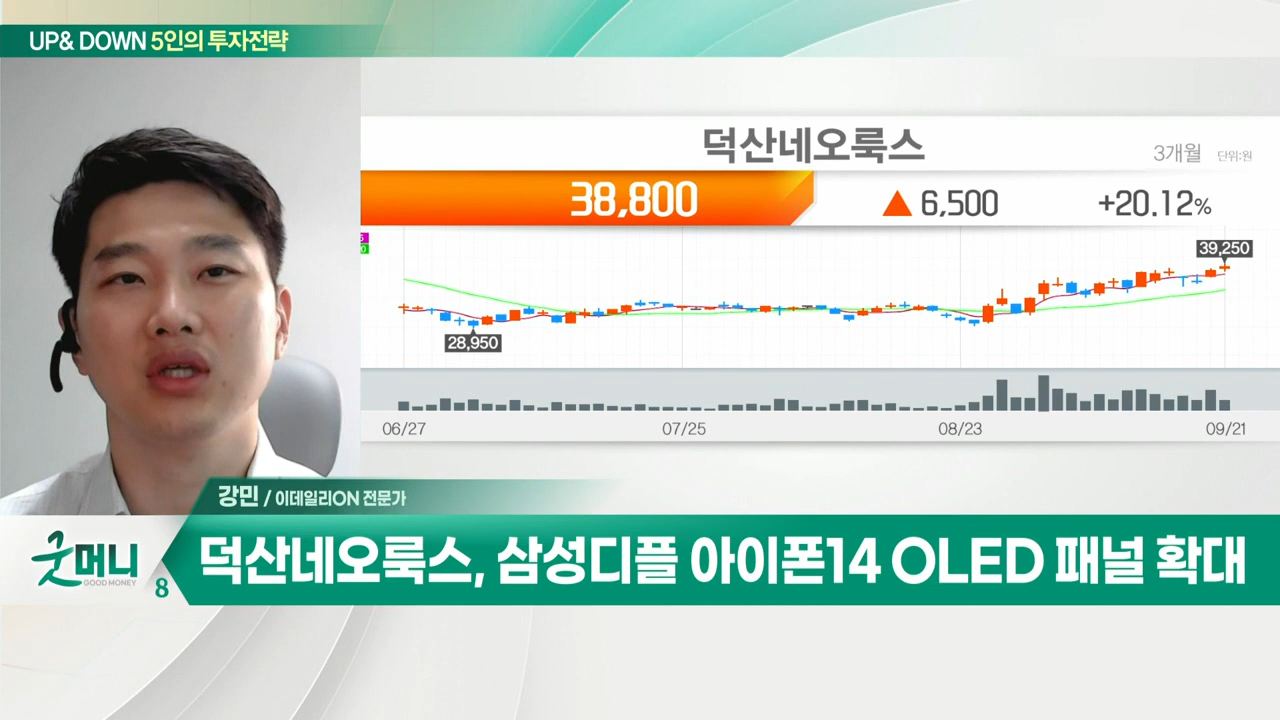 UP& DOWN 5인의 투자전략
덕산네오룩스
3개월 단위:원
38,800 ▲ 6,500 +20.12%
39,250
28,950
06/27 07/25 08/23 09/21
강민 / 이데일리ON 전문가
굿머니
GOOD MONEY
8
덕산네오룩스, 삼성디플 아이폰14 OLED 패널 확대